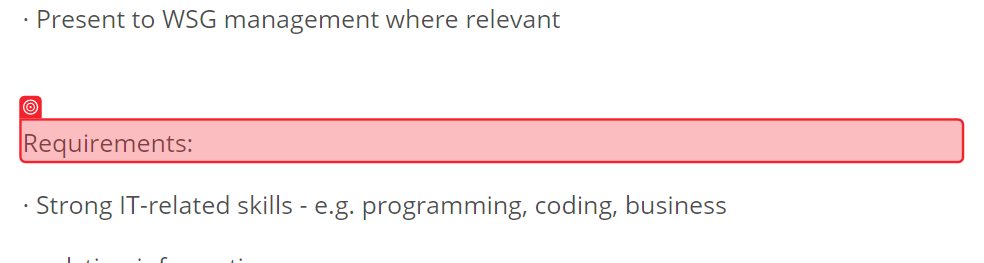 · Present to WSG management where relevant
Requirements:
· Strong IT-related skills - e.g. programming, coding, business